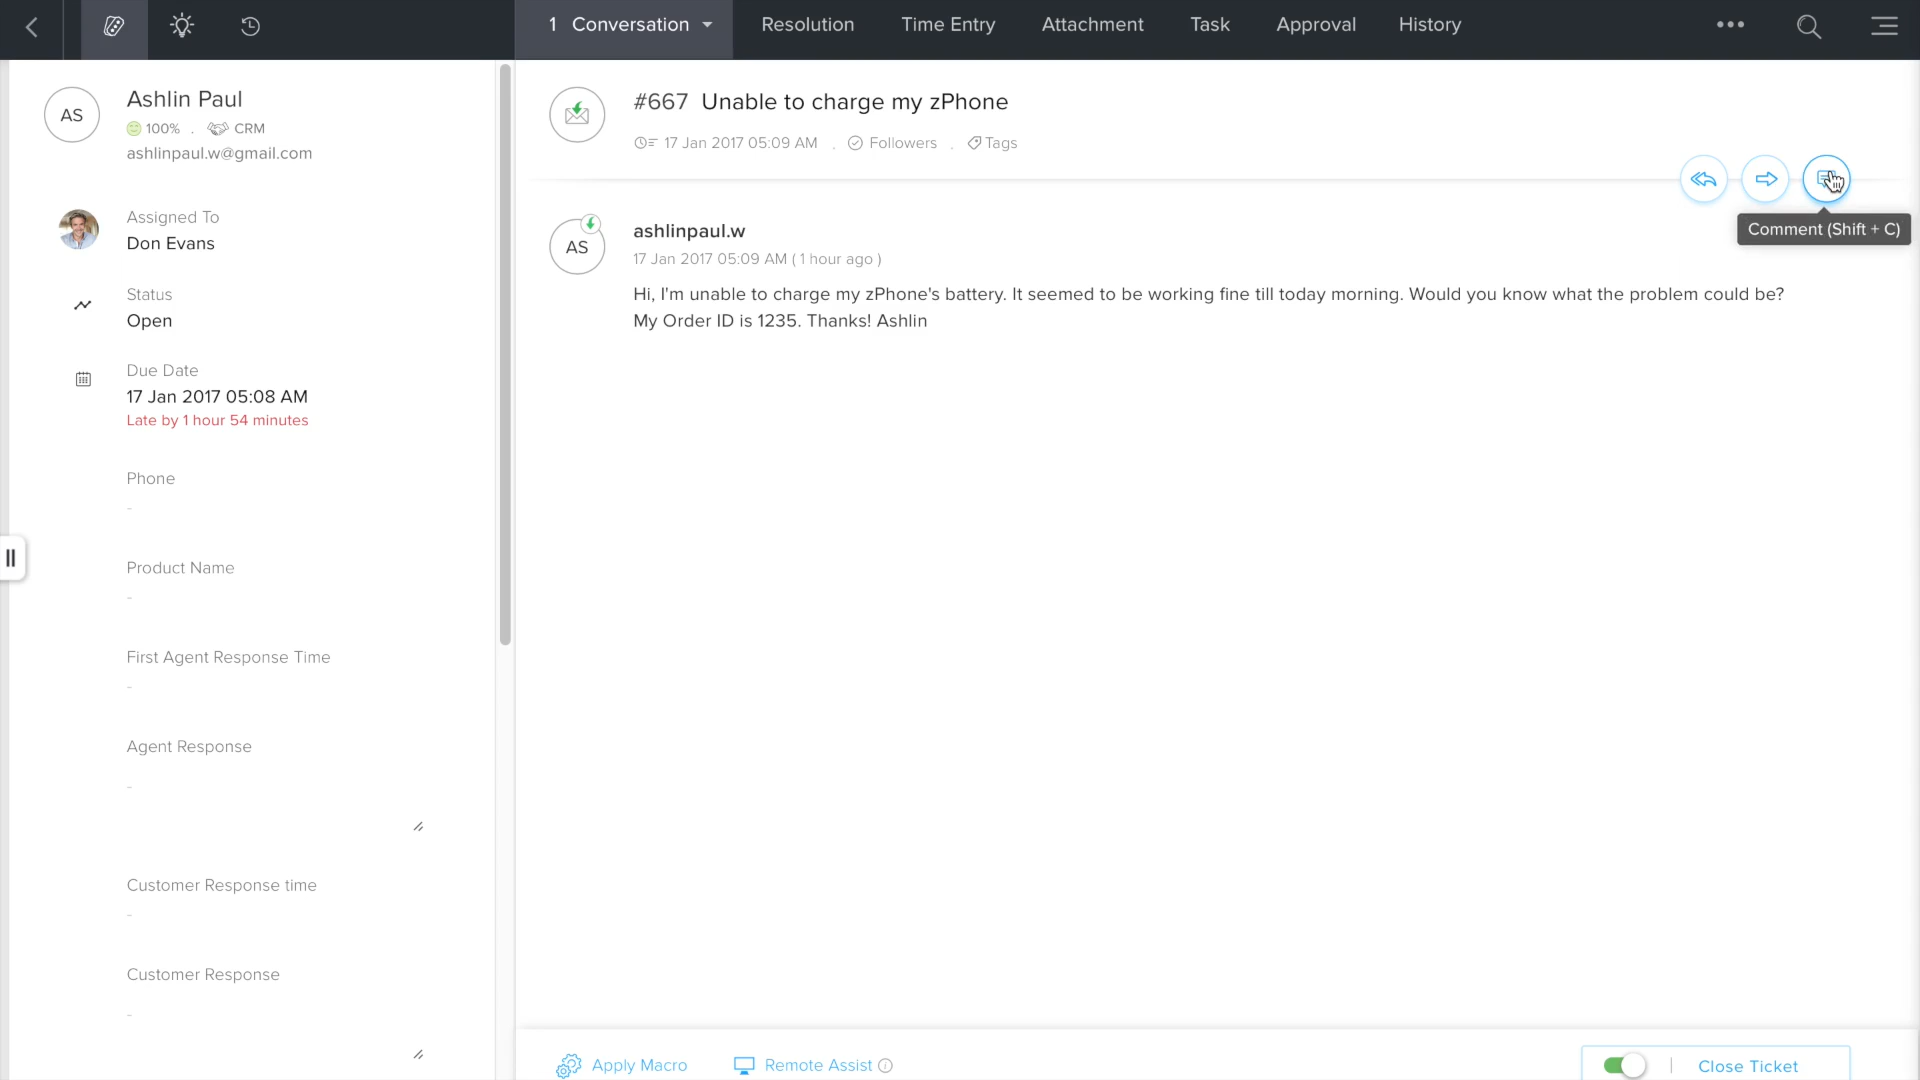 1 Conversation
Resolution
Time Entry
Attachment
Task
Approval
History
AS
Ashlin Paul
100% . CRM
ashlinpaul.w@gmail.com
Assigned To
Don Evans
Status
Open
Due Date
17 Jan 2017 05:08 AM
Late by 1 hour 54 minutes
Phone
-
Product Name
-
First Agent Response Time
-
Agent Response
-
Customer Response time
-
Customer Response
-
#667 Unable to charge my zPhone
17 Jan 2017 05:09 AM . Followers . Tags
Comment (Shift + C)
AS
ashlinpaul.w
17 Jan 2017 05:09 AM ( 1 hour ago )
Hi, I'm unable to charge my zPhone's battery. It seemed to be working fine till today morning. Would you know what the problem could be?
My Order ID is 1235. Thanks! Ashlin
Apply Macro
Remote Assist
Close Ticket